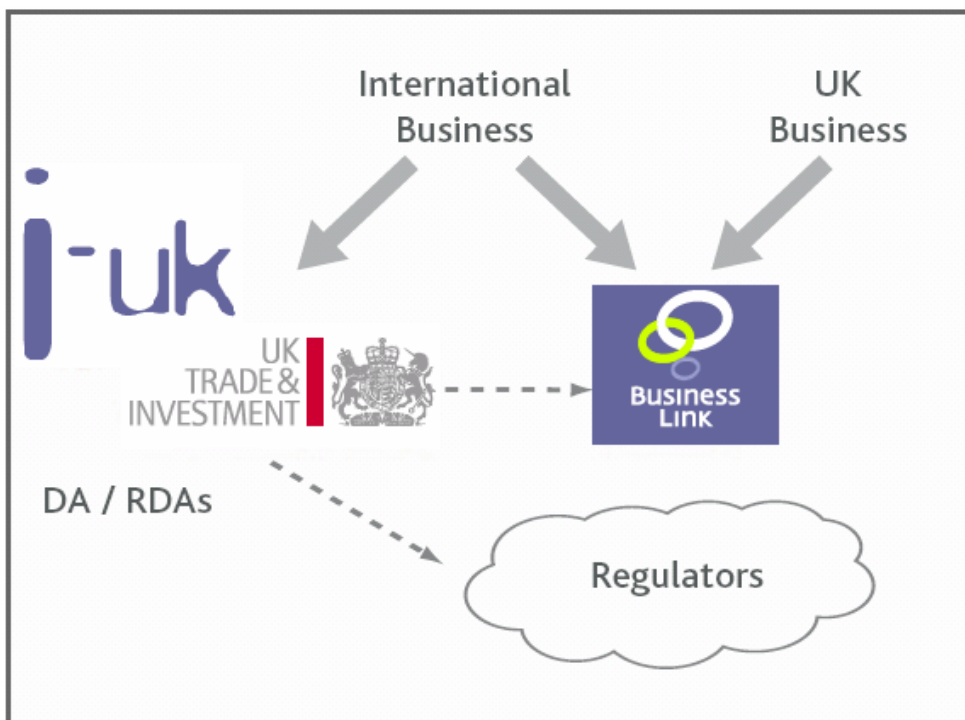 International
Business
UK
Business
i-uk
UK
TRADE &
INVESTMENT
Business
Link
DA / RDAs
Regulators